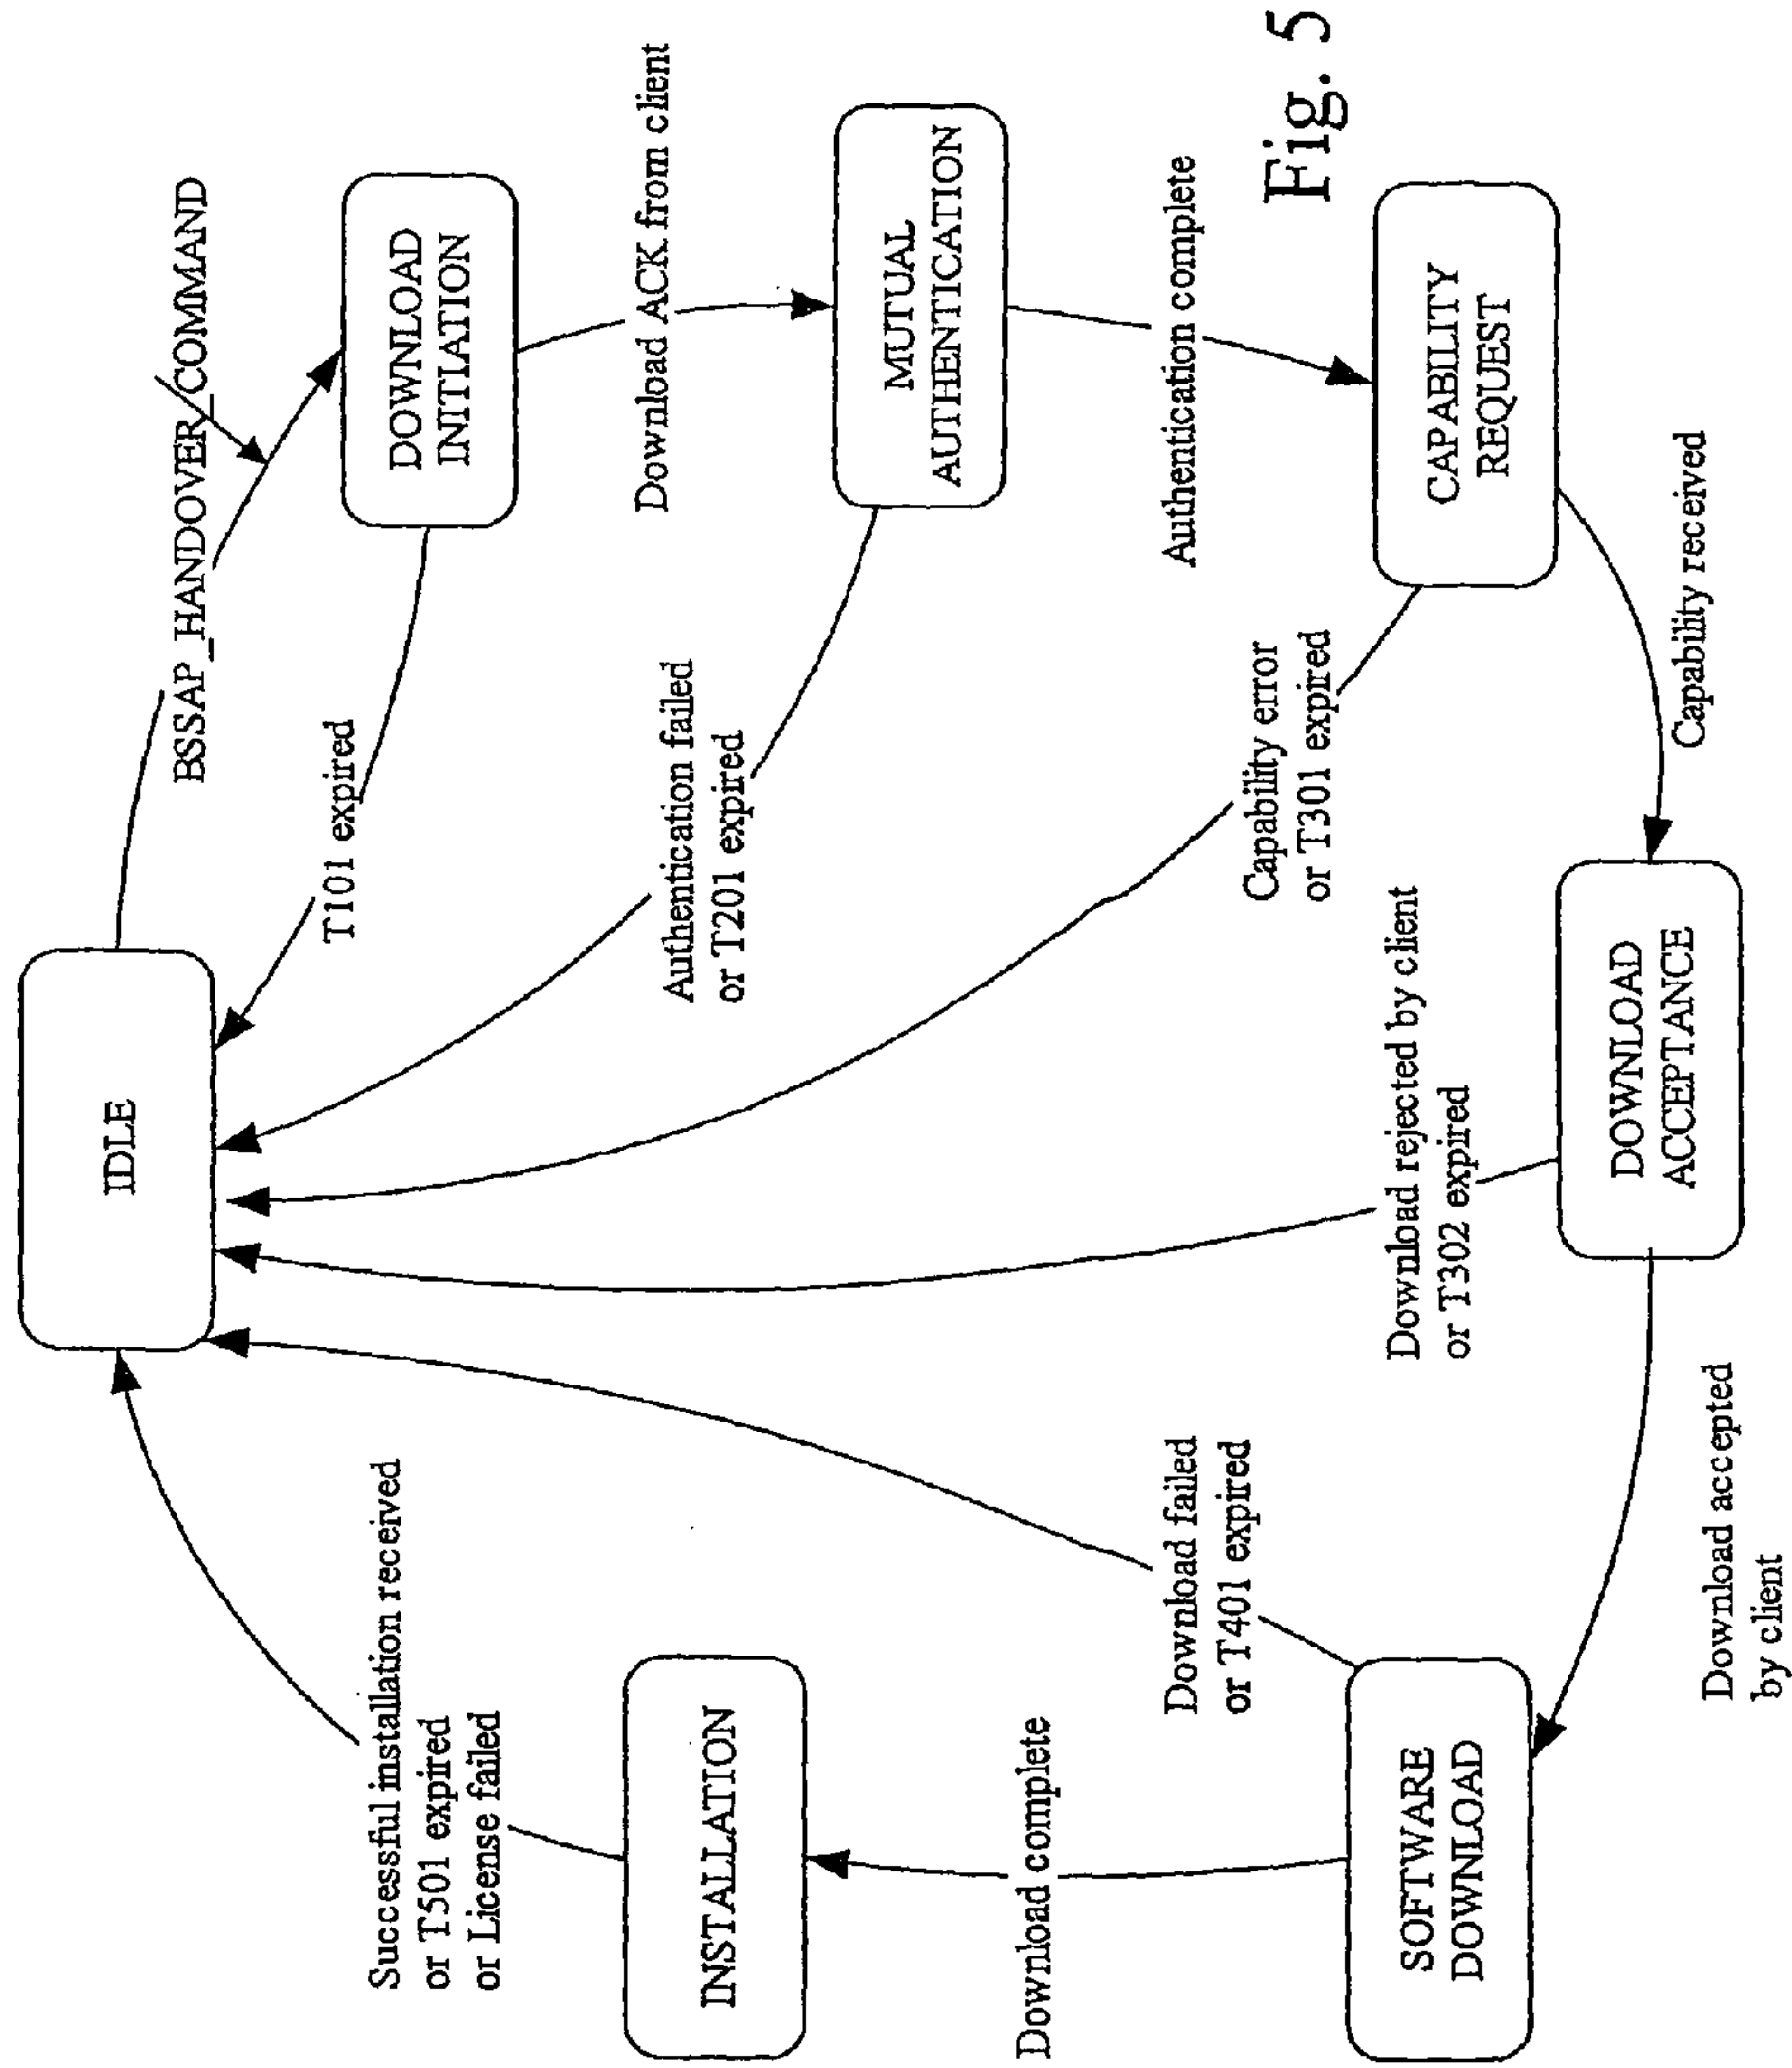 IDLE
BSSAP_HANDOVER_COMMAND
DOWNLOAD
INITIATION
T101 expired
Download ACK from client
MUTUAL
AUTHENTICATION
Authentication failed
or T201 expired
Authentication complete
CAPABILITY
REQUEST
Capability error
or T301 expired
Capability received
DOWNLOAD
ACCEPTANCE
Download rejected by client
or T302 expired
Download accepted
by client
SOFTWARE
DOWNLOAD
Download failed
or T401 expired
Download complete
INSTALLATION
Successful installation received
or T501 expired
or License failed
Fig. 5